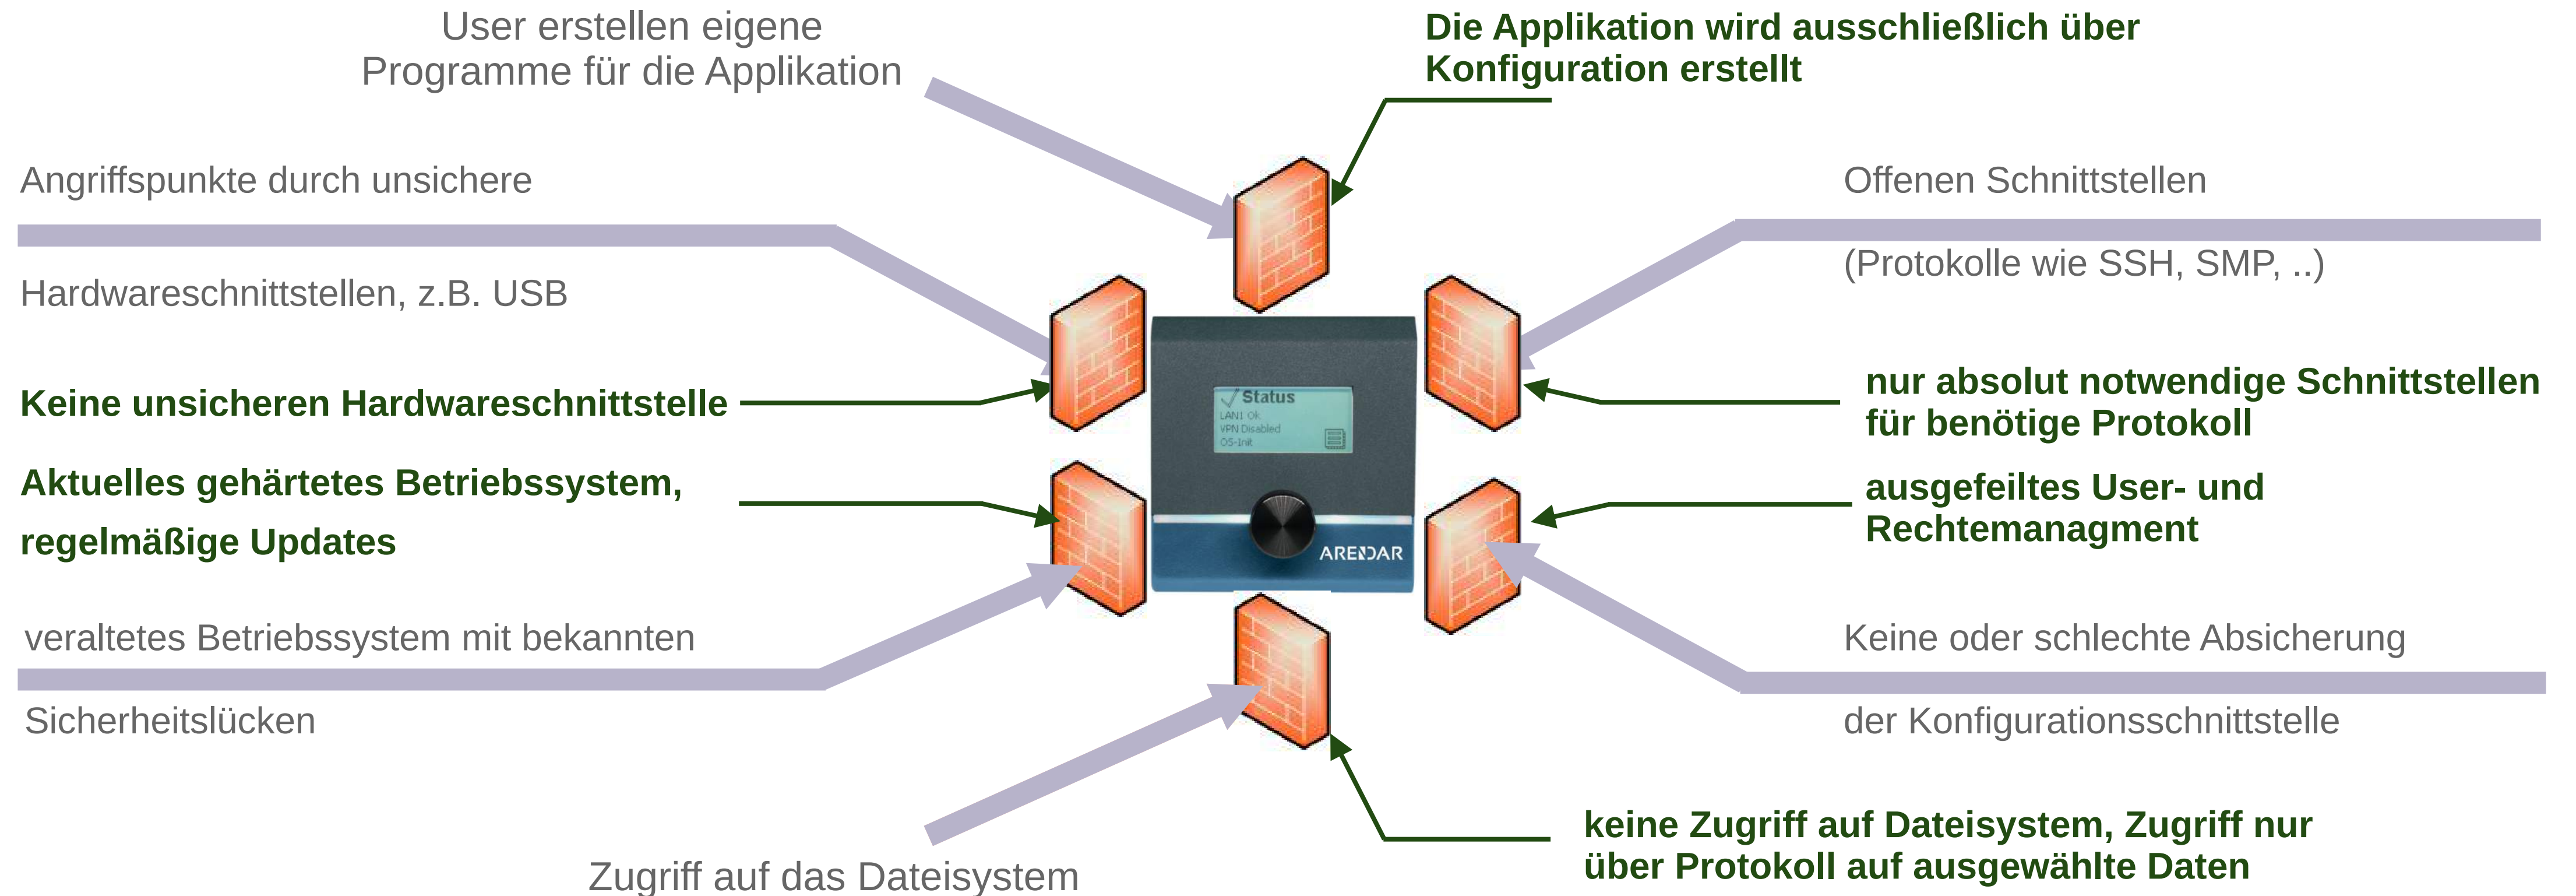 User erstellen eigene
Programme für die Applikation
Die Applikation wird ausschließlich über
Konfiguration erstellt
Angriffspunkte durch unsichere
Hardwareschnittstellen, z.B. USB
Offenen Schnittstellen
(Protokolle wie SSH, SMP, ..)
Keine unsicheren Hardwareschnittstelle
nur absolut notwendige Schnittstellen
für benötige Protokoll
Status
LAN1 Ok
VPN Disabled
OS-Init
Aktuelles gehärtetes Betriebssystem,
regelmäßige Updates
ausgefeiltes User- und
Rechtemanagment
ARENDAR
veraltetes Betriebssystem mit bekannten
Sicherheitslücken
Keine oder schlechte Absicherung
der Konfigurationsschnittstelle
Zugriff auf das Dateisystem
keine Zugriff auf Dateisystem, Zugriff nur
über Protokoll auf ausgewählte Daten